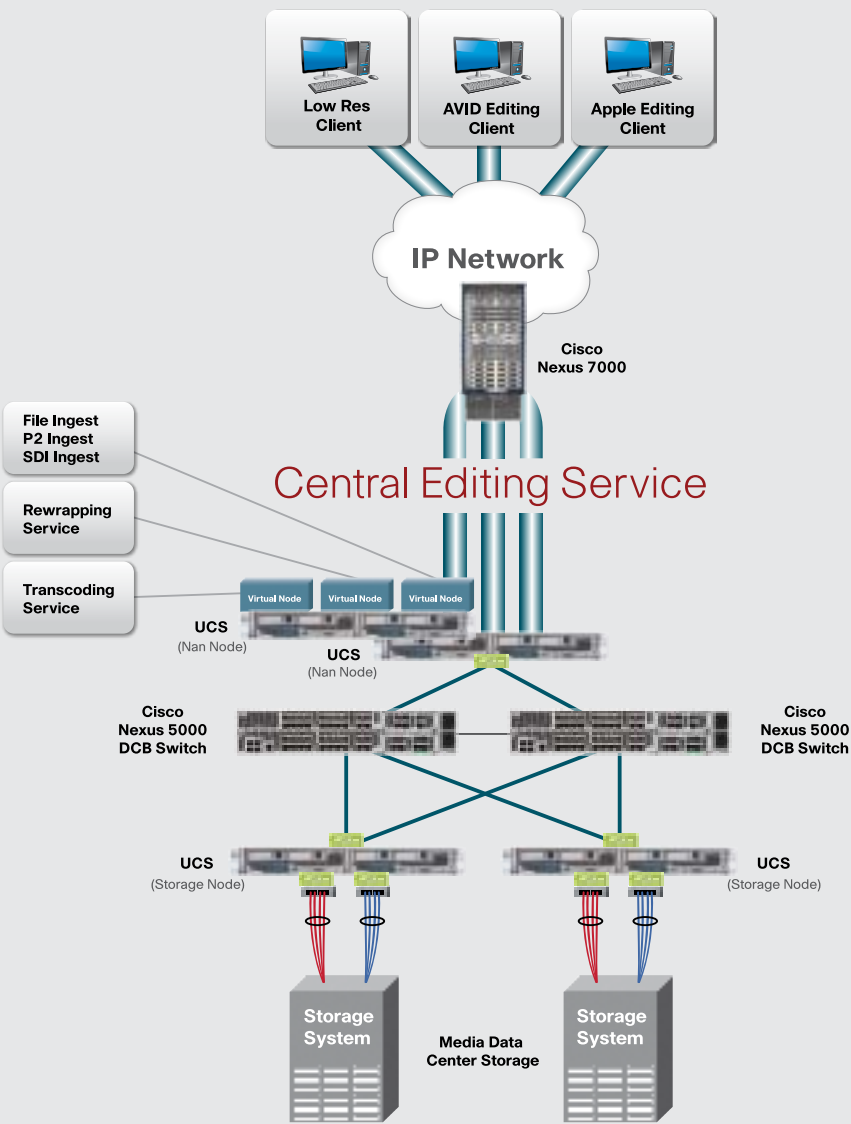 Low Res
Client
AVID Editing
Client
Apple Editing
Client
IP Network
Cisco
Nexus 7000
File Ingest
P2 Ingest
SDI Ingest
Central Editing Service
Rewrapping
Service
Transcoding
Service
Virtual Node
Virtual Node
Virtual Node
UCS
(Nan Node)
UCS
(Nan Node)
Cisco
Nexus 5000
DCB Switch
Cisco
Nexus 5000
DCB Switch
UCS
(Storage Node)
UCS
(Storage Node)
Storage
System
Media Data
Center Storage
Storage
System